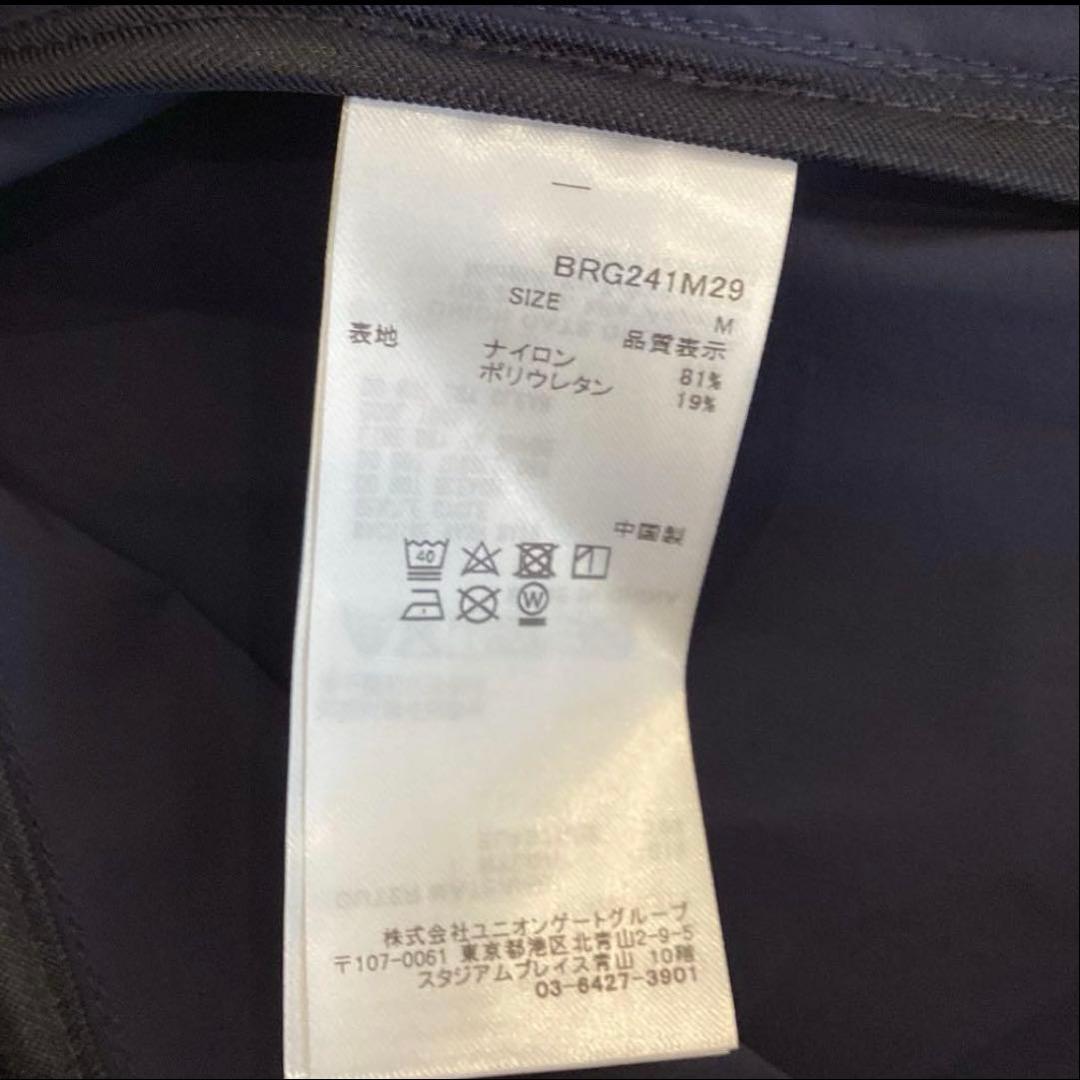 BRG241M29
SIZE M
品質表示
表地 ナイロン 81%
ポリウレタン 19%
中国製
40
W
株式会社ユニオンゲートグループ
〒107-0061 東京都港区北青山2-9-5
スタジアムプレイス青山 10階
03-6427-3901